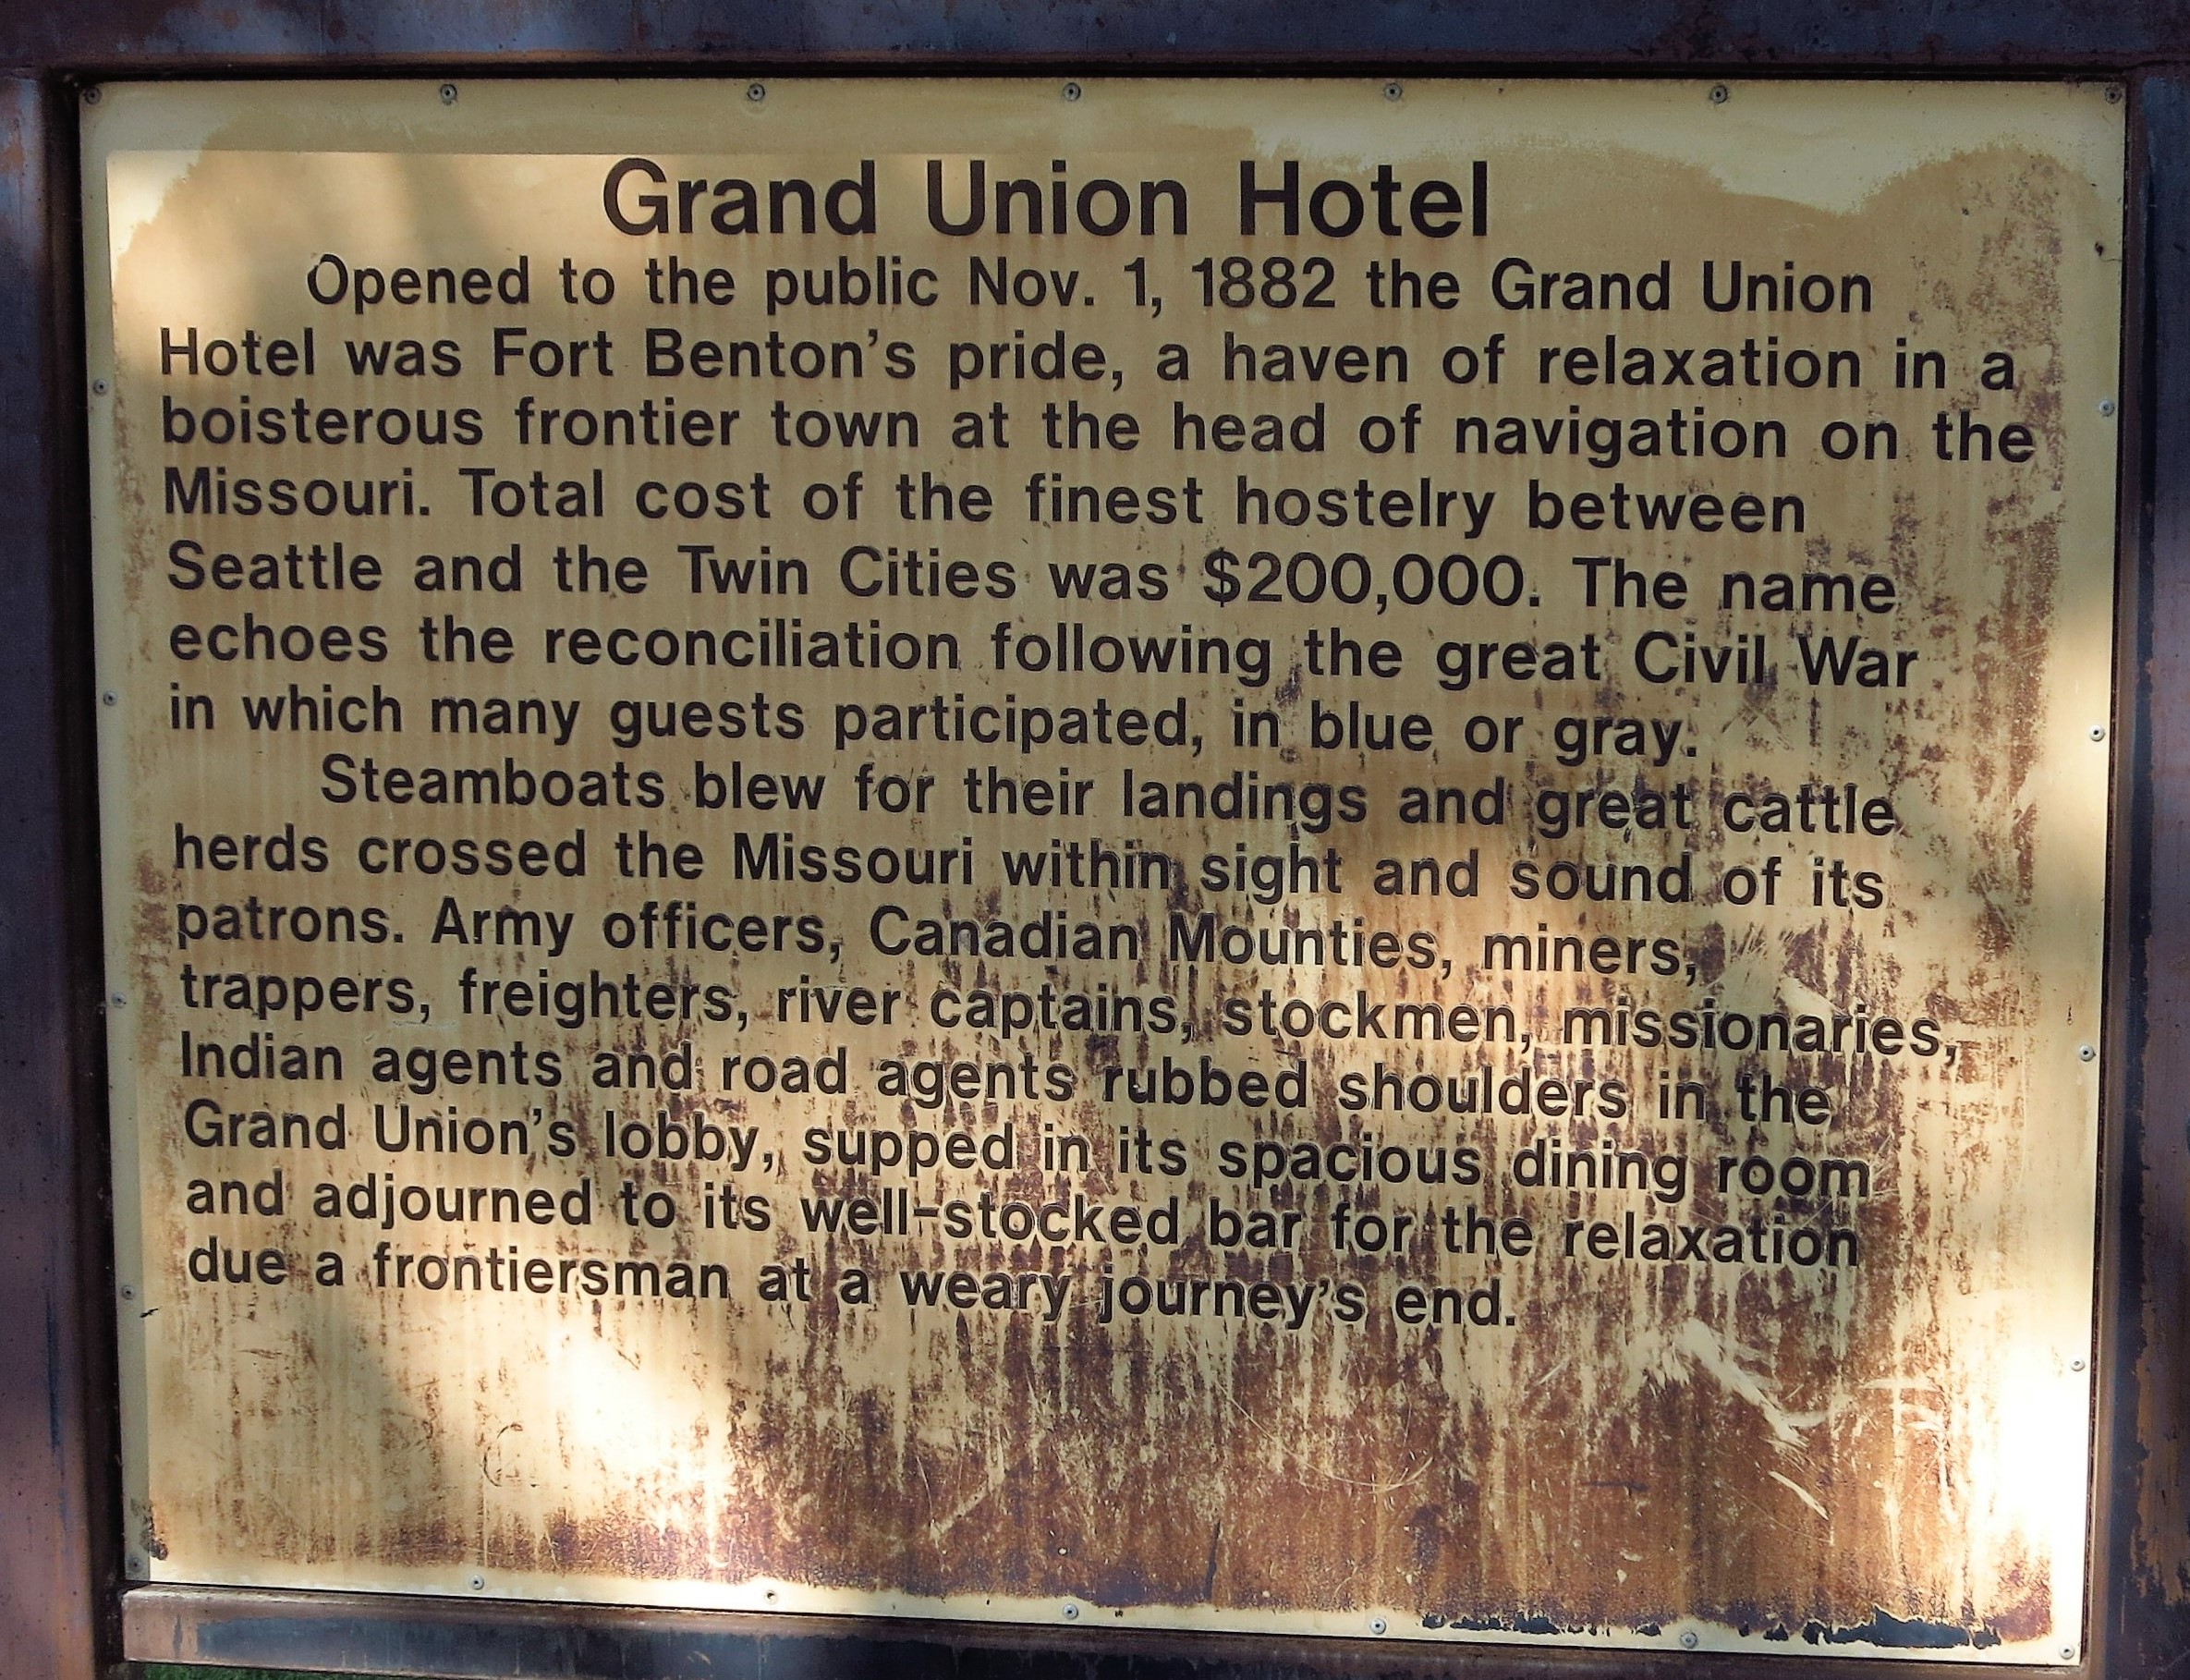 Grand Union Hotel
Opened to the public Nov. 1, 1882 the Grand Union
Hotel was Fort Benton's pride, a haven of relaxation in a
boisterous frontier town at the head of navigation on the
Missouri. Total cost of the finest hostelry between
Seattle and the Twin Cities was $200,000. The name
echoes the reconciliation following the great Civil War
in which many guests participated, in blue or gray.
Steamboats blew for their landings and great cattle
herds crossed the Missouri within sight and sound of its
patrons. Army officers, Canadian Mounties, miners,
trappers, freighters, river captains, stockmen, missionaries,
Indian agents and road agents rubbed shoulders in the
Grand Union's lobby, supped in its spacious dining room
and adjourned to its well-stocked bar for the relaxation
due a frontiersman at a weary journey's end.